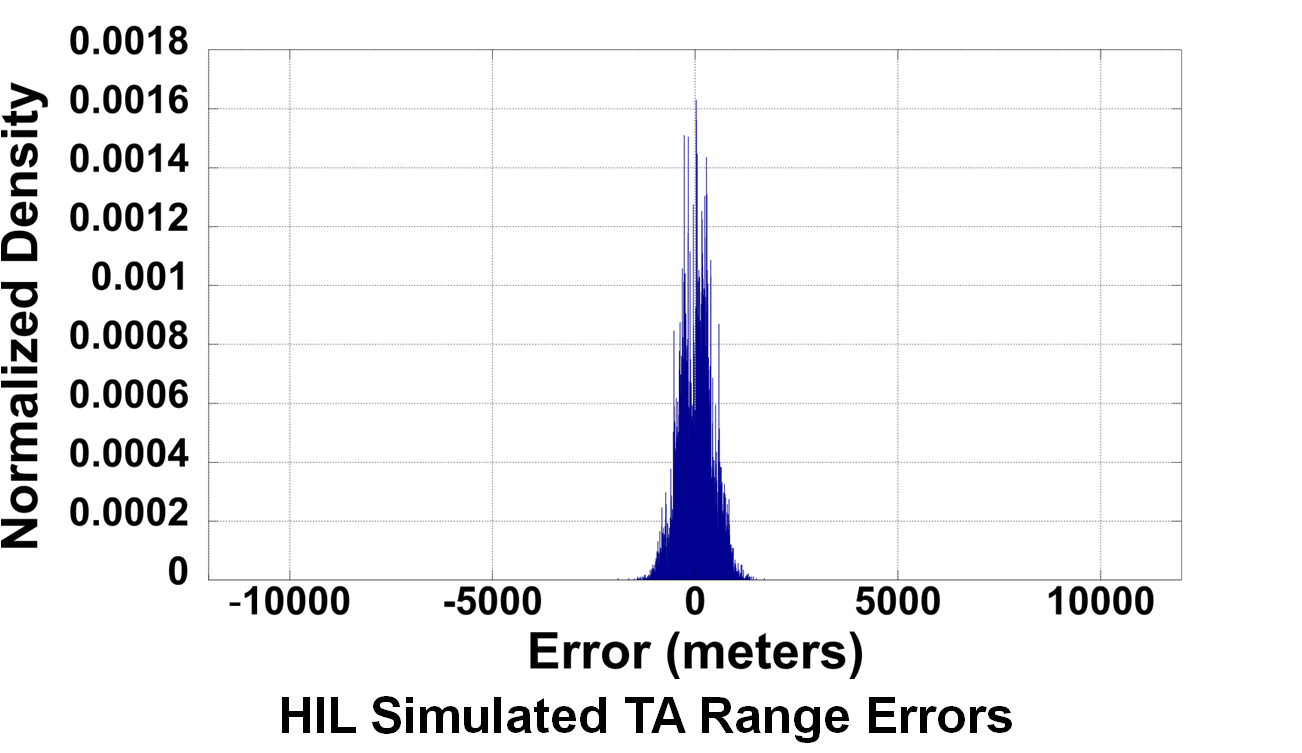 0.0018
0.0016
0.0014
0.0012
0.001
0.0008
0.0006
0.0004
0.0002
0
Normalized Density
-10000 -5000 0 5000 10000
Error (meters)
HIL Simulated TA Range Errors